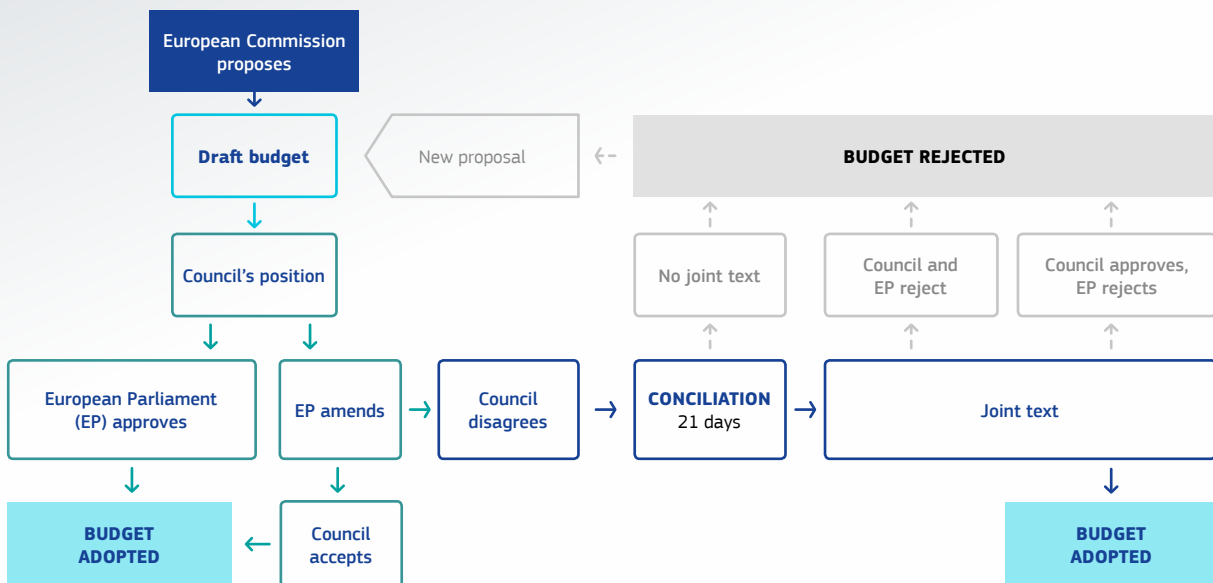 European Commission
proposes
Draft budget
New proposal
BUDGET REJECTED
Council’s position
No joint text
Council and
EP reject
Council approves,
EP rejects
European Parliament
(EP) approves
EP amends
Council
disagrees
CONCILIATION
21 days
Joint text
BUDGET
ADOPTED
Council
accepts
BUDGET
ADOPTED